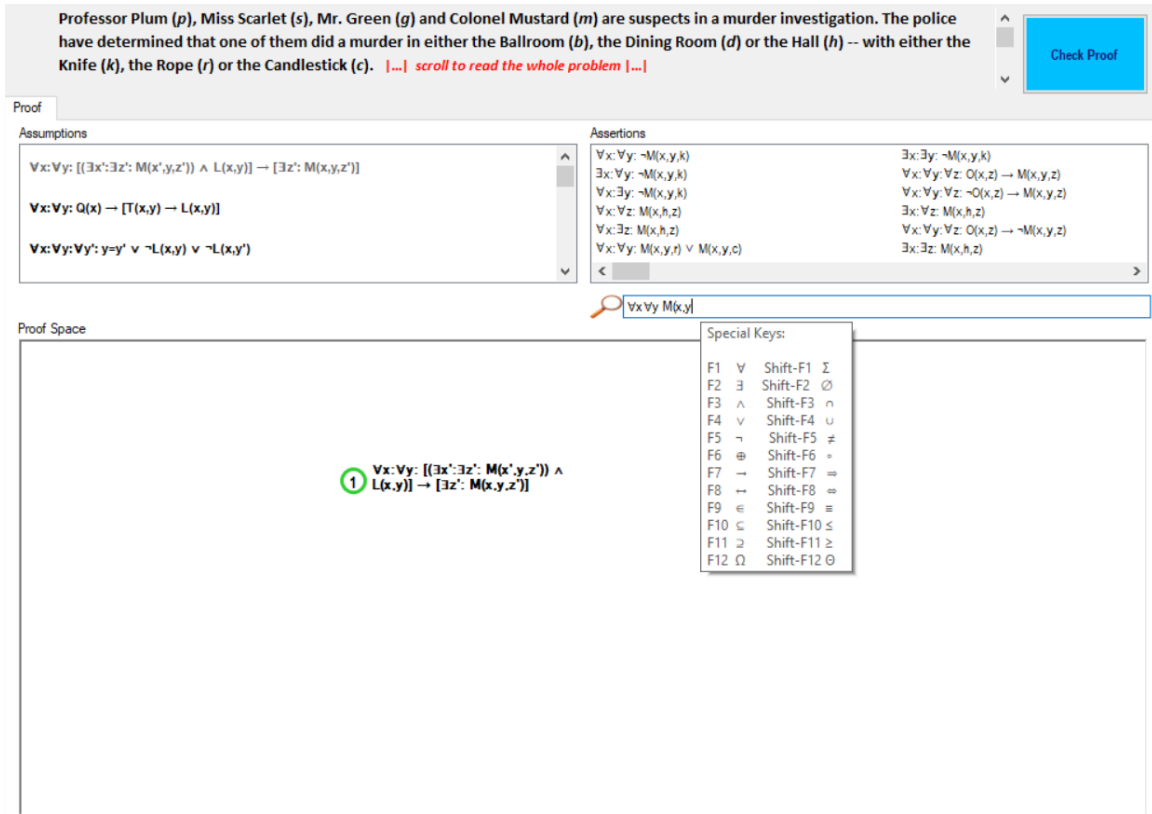 Professor Plum (p), Miss Scarlet (s), Mr. Green (g) and Colonel Mustard (m) are suspects in a murder investigation. The police
have determined that one of them did a murder in either the Ballroom (b), the Dining Room (d) or the Hall (h) -- with either the
Knife (k), the Rope (r) or the Candlestick (c). |...| scroll to read the whole problem |...|
Check Proof
Proof
Assumptions
∀x:∀y: [(∃x':∃z': M(x',y,z')) ∧ L(x,y)] → [∃z': M(x,y,z')]
∀x:∀y: Q(x) → [T(x,y) → L(x,y)]
∀x:∀y:∀y': y=y' ∨ ¬L(x,y) ∨ ¬L(x,y')
Assertions
∀x:∀y: ¬M(x,y,k) ∃x:∃y: ¬M(x,y,k)
∃x:∀y: ¬M(x,y,k) ∀x:∀y:∀z: O(x,z) → M(x,y,z)
∀x:∃y: ¬M(x,y,k) ∀x:∀y:∀z: ¬O(x,z) → M(x,y,z)
∀x:∀z: M(x,h,z) ∃x:∀z: M(x,h,z)
∀x:∃z: M(x,h,z) ∀x:∀y:∀z: O(x,z) → ¬M(x,y,z)
∀x:∀y: M(x,y,r) ∨ M(x,y,c) ∃x:∃z: M(x,h,z)
∀x ∀y M(x,y
Proof Space
Special Keys:
F1 ∀ Shift-F1 Σ
F2 ∃ Shift-F2 ∅
F3 ∧ Shift-F3 ∩
F4 ∨ Shift-F4 ∪
F5 ¬ Shift-F5 ≠
F6 ⊕ Shift-F6 ∘
F7 → Shift-F7 ⇒
F8 ↔ Shift-F8 ⇔
F9 ∈ Shift-F9 ≡
F10 ⊆ Shift-F10 ≤
F11 ⊇ Shift-F11 ≥
F12 Ω Shift-F12 Θ
1 ∀x:∀y: [(∃x':∃z': M(x',y,z')) ∧
L(x,y)] → [∃z': M(x,y,z')]